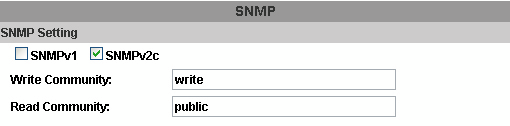 SNMP
SNMP Setting
SNMPv1 SNMPv2c
Write Community: write
Read Community: public